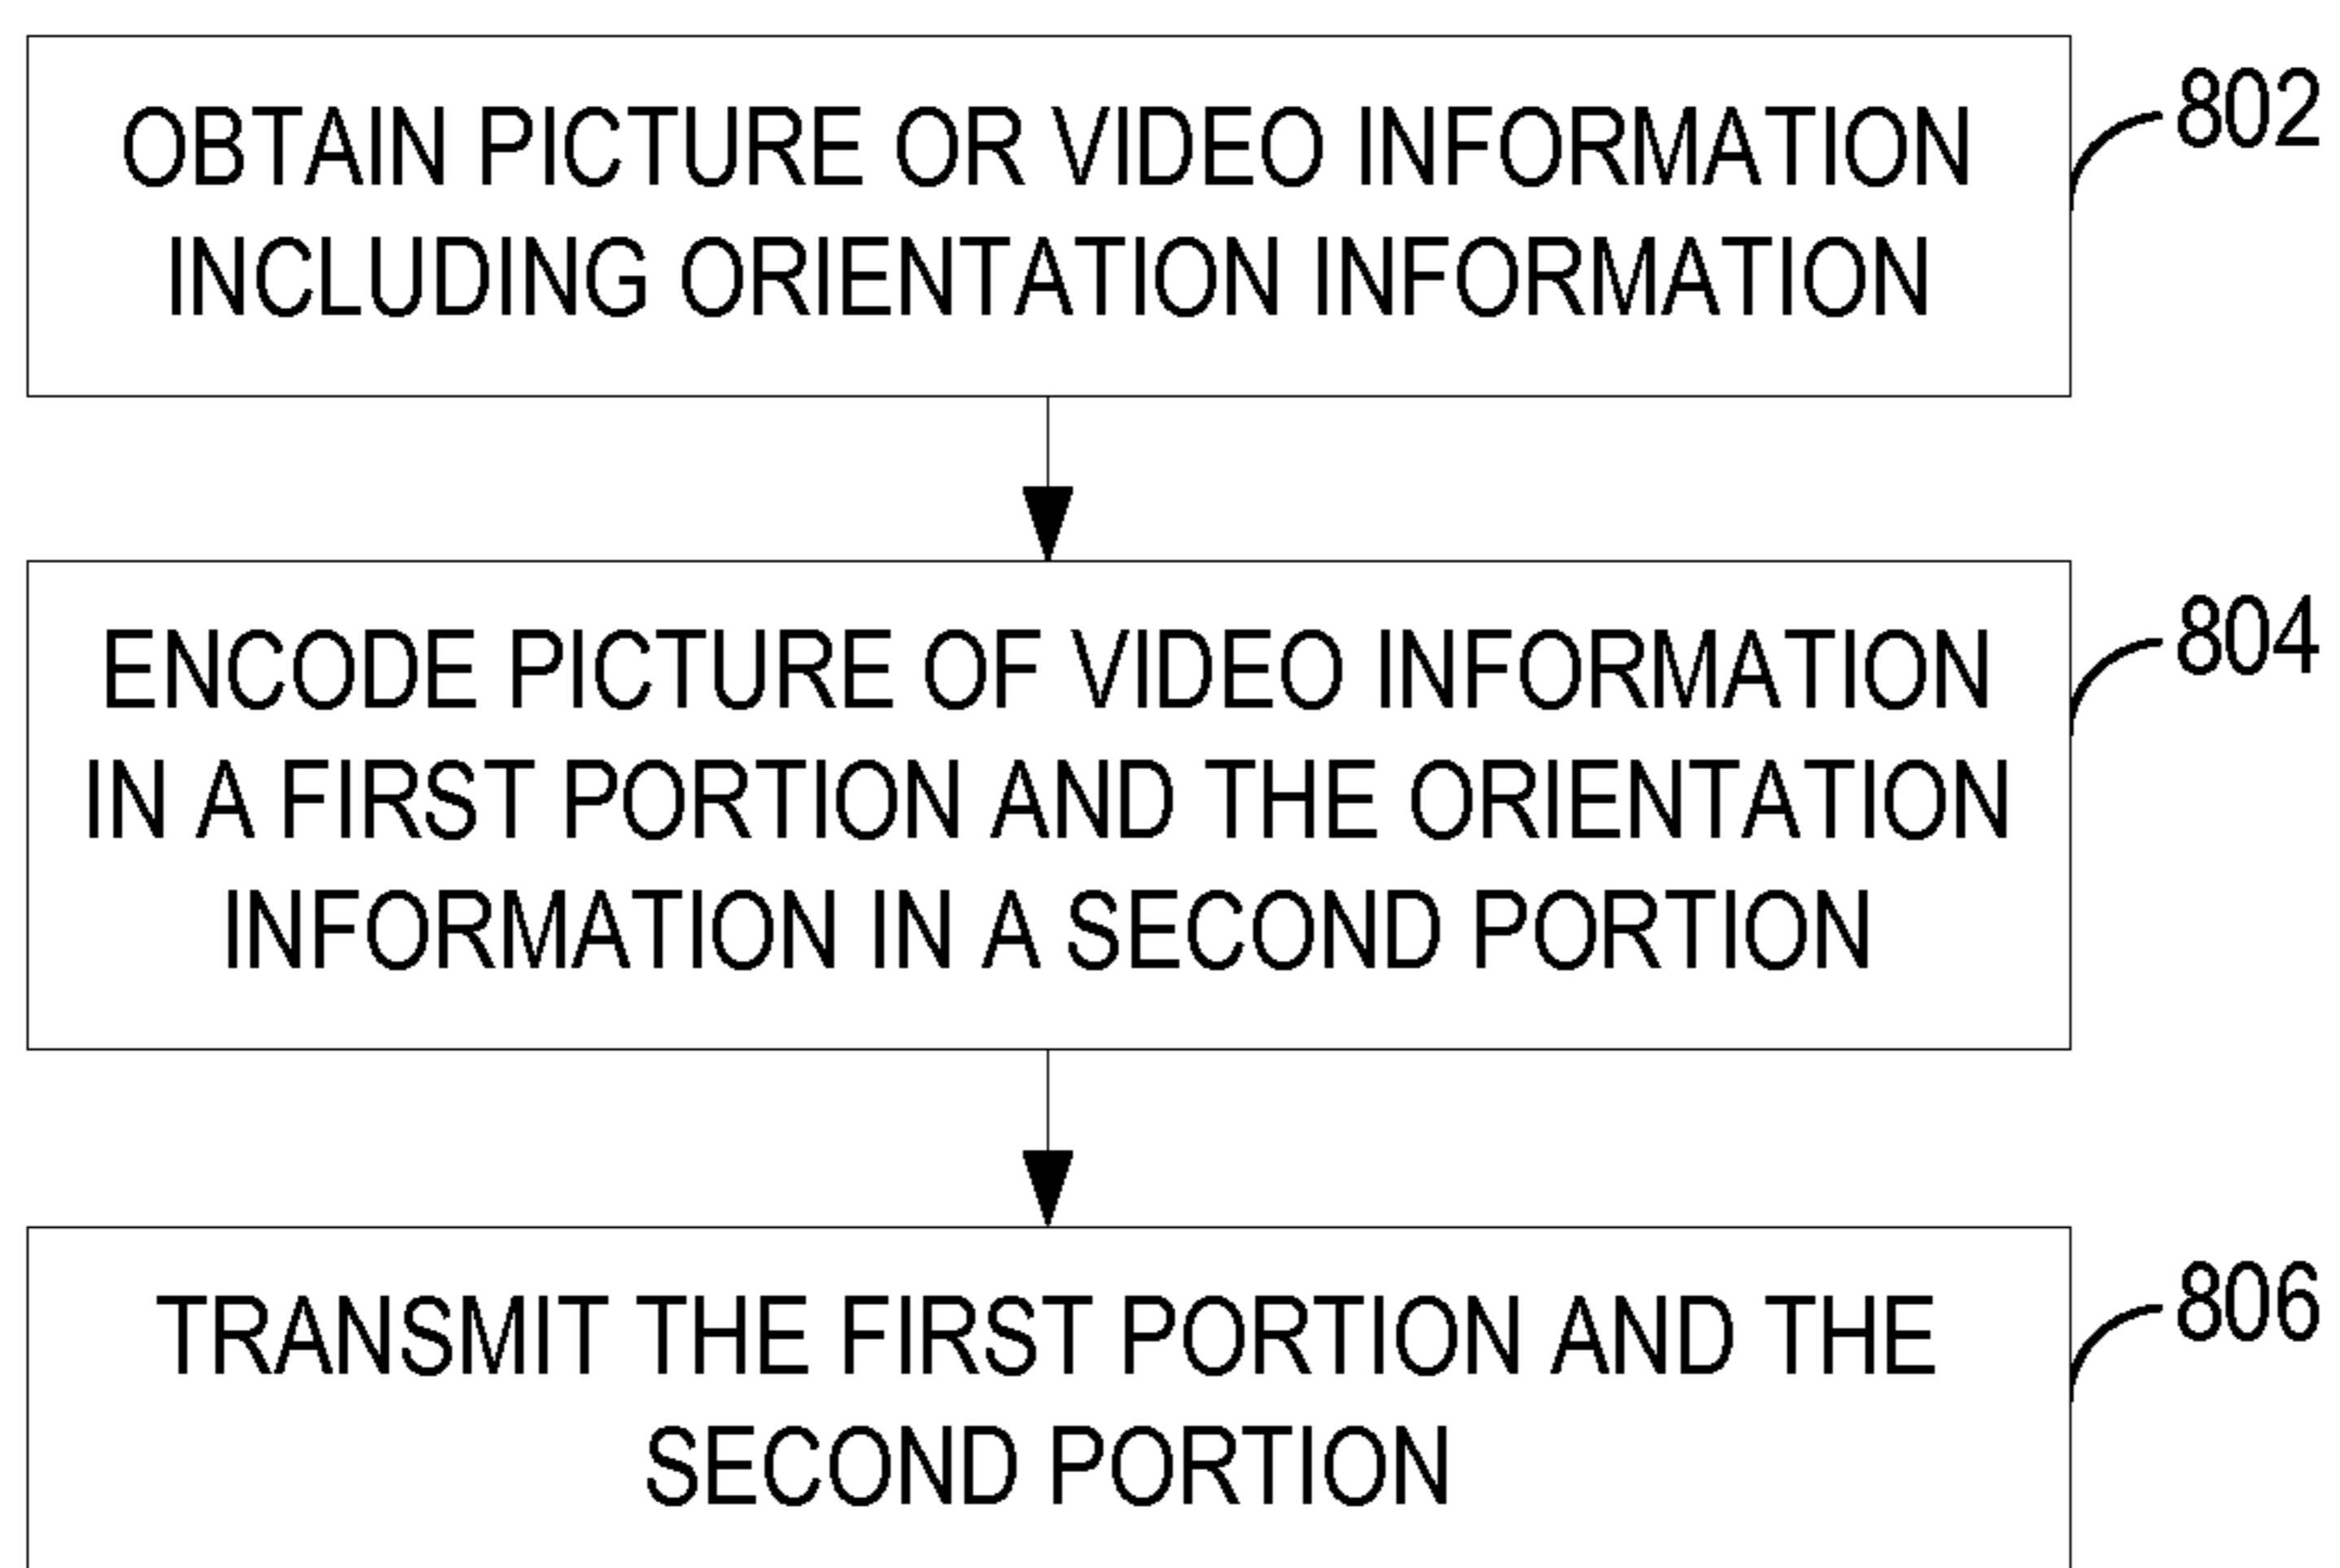 OBTAIN PICTURE OR VIDEO INFORMATION
INCLUDING ORIENTATION INFORMATION
802
ENCODE PICTURE OF VIDEO INFORMATION
IN A FIRST PORTION AND THE ORIENTATION
INFORMATION IN A SECOND PORTION
804
TRANSMIT THE FIRST PORTION AND THE
SECOND PORTION
806